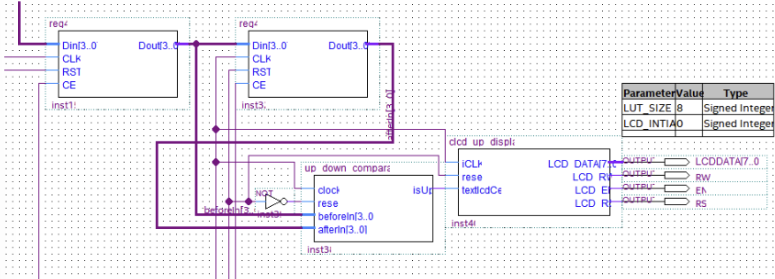 reg4
Din[3..0] Dout[3..0]
CLK
RST
CE
inst1
reg4
Din[3..0] Dout[3..0]
CLK
RST
CE
inst3
afterIn[3..0]
Parameter Value Type
LUT_SIZE 8 Signed Integer
LCD_INTIA 0 Signed Integer
clcd_up_displa
iCLK LCD_DATA[7..0
rese LCD_RW
textlcdCe LCD_EN
LCD_RS
inst4
OUTPUT LCDDATA[7..0
OUTPUT RW
OUTPUT EN
OUTPUT RS
up_down_compara
clock isUp
rese
beforeIn[3..0
afterIn[3..0]
inst3
NOT
beforeIn[3..
inst3